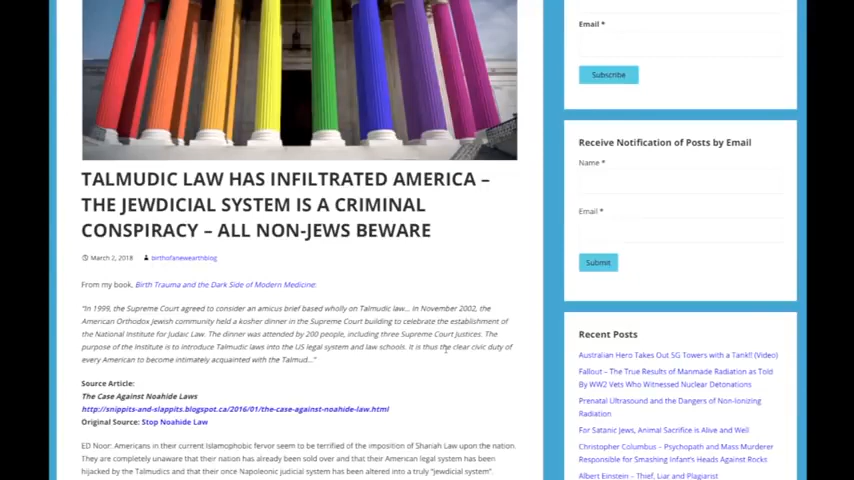 TALMUDIC LAW HAS INFILTRATED AMERICA –
THE JEWDICIAL SYSTEM IS A CRIMINAL
CONSPIRACY – ALL NON-JEWS BEWARE
March 2, 2018
birthofanewearthblog
From my book, Birth Trauma and the Dark Side of Modern Medicine:
"In 1999, the Supreme Court agreed to consider an amicus brief based wholly on Talmudic law... In November 2002, the
American Orthodox Jewish community held a kosher dinner in the Supreme Court building to celebrate the establishment of
the National Institute for Judaic Law. The dinner was attended by 200 people, including three Supreme Court Justices. The
purpose of the Institute is to introduce Talmudic laws into the US legal system and law schools. It is thus the clear civic duty of
every American to become intimately acquainted with the Talmud..."
Source Article:
The Case Against Noahide Laws
http://snippits-and-slappits.blogspot.ca/2016/01/the-case-against-noahide-law.html
Original Source: Stop Noahide Law
ED Noor: Americans in their current Islamophobic fervor seem to be terrified of the imposition of Shariah Law upon the nation.
They are completely unaware that their nation has already been sold over and that their American legal system has been
hijacked by the Talmudics and that their once Napoleonic judicial system has been altered into a truly "jewdicial system".
Email *
Subscribe
Receive Notification of Posts by Email
Name *
Email *
Submit
Recent Posts
Australian Hero Takes Out 5G Towers with a Tank!! (Video)
Fallout – The True Results of Manmade Radiation as Told
By WW2 Vets Who Witnessed Nuclear Detonations
Prenatal Ultrasound and the Dangers of Non-Ionizing
Radiation
For Satanic Jews, Animal Sacrifice is Alive and Well
Christopher Columbus – Psychopath and Mass Murderer
Responsible for Smashing Infant's Heads Against Rocks
Albert Einstein – Thief, Liar and Plagiarist